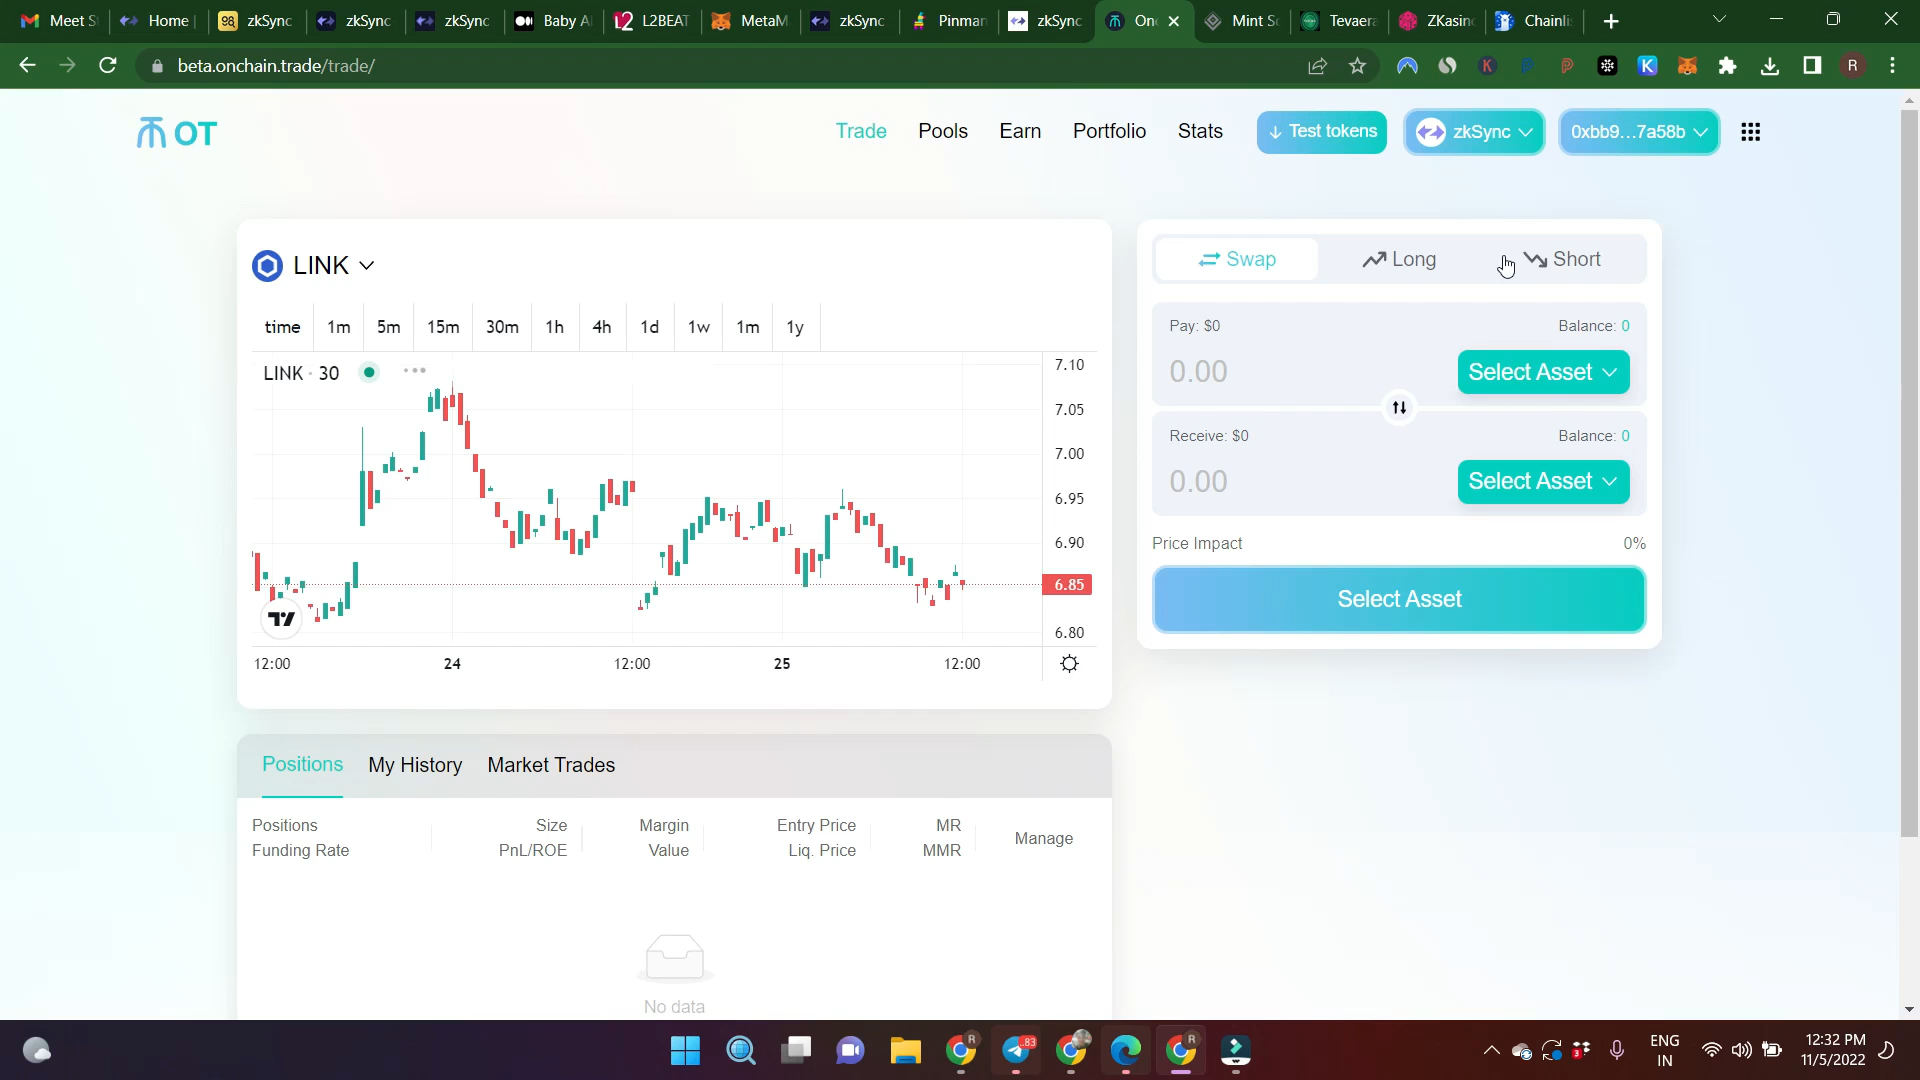 Meet S
Home
zkSync
zkSync
zkSync
Baby A
L2BEAT
MetaM
zkSync
Pinman
zkSync
On
Mint S
Tevaera
ZKasin
Chainli
beta.onchain.trade/trade/
R
OT
Trade
Pools
Earn
Portfolio
Stats
Test tokens
zkSync
0xbb9...7a58b
LINK
time 1m 5m 15m 30m 1h 4h 1d 1w 1m 1y
LINK · 30
7.10
7.05
7.00
6.95
6.90
6.85
6.80
12:00 24 12:00 25 12:00
Swap
Long
Short
Pay: $0
Balance: 0
0.00
Select Asset
Receive: $0
Balance: 0
0.00
Select Asset
Price Impact
0%
Select Asset
Positions
My History
Market Trades
Positions
Funding Rate
Size
PnL/ROE
Margin
Value
Entry Price
Liq. Price
MR
MMR
Manage
No data
83
3
ENG
IN
12:32 PM
11/5/2022